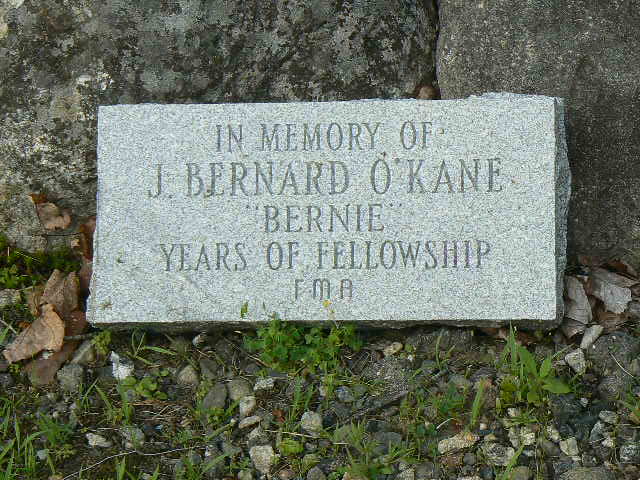 IN MEMORY OF
J. BERNARD O'KANE
"BERNIE"
YEARS OF FELLOWSHIP
FMA